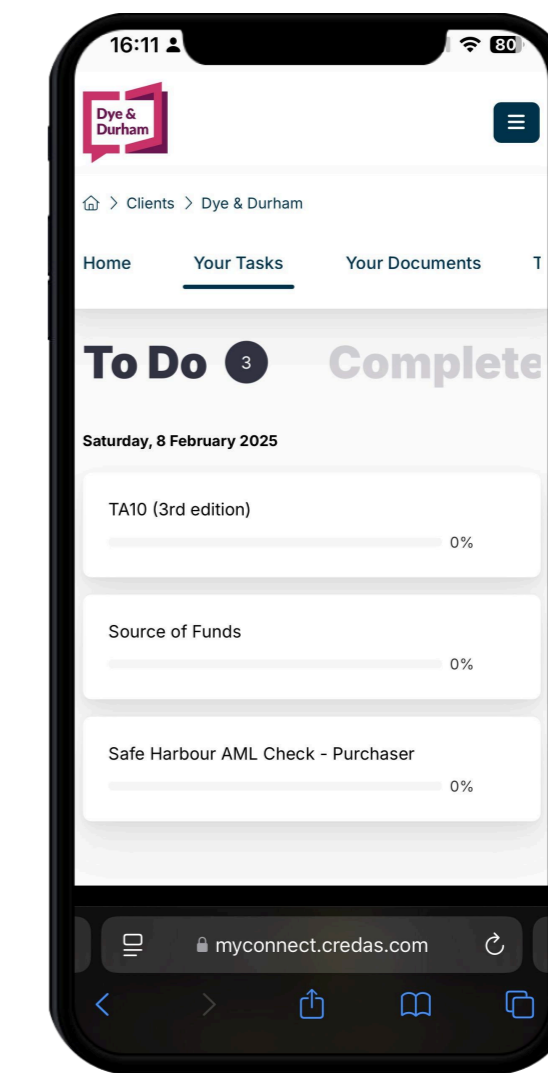 16:11
80
Dye &
Durham
Clients > Dye & Durham
Home Your Tasks Your Documents T
To Do 3 Complete
Saturday, 8 February 2025
TA10 (3rd edition)
0%
Source of Funds
0%
Safe Harbour AML Check - Purchaser
0%
myconnect.credas.com